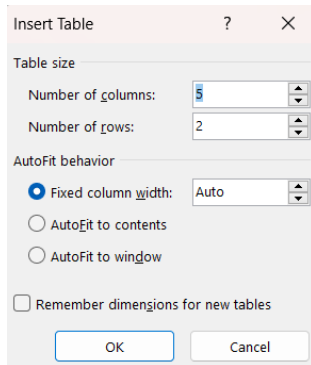 Insert Table ?
Table size
Number of columns: 5
Number of rows: 2
AutoFit behavior
Fixed column width: Auto
AutoFit to contents
AutoFit to window
Remember dimensions for new tables
OK Cancel